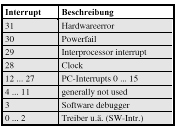 Interrupt Beschreibung
31 Hardwareerror
30 Powerfail
29 Interprocessor interrupt
28 Clock
12 ... 27 PC-Interrupts 0 ... 15
4 ... 11 generally not used
3 Software debugger
0 ... 2 Treiber u.ä. (SW-Intr.)